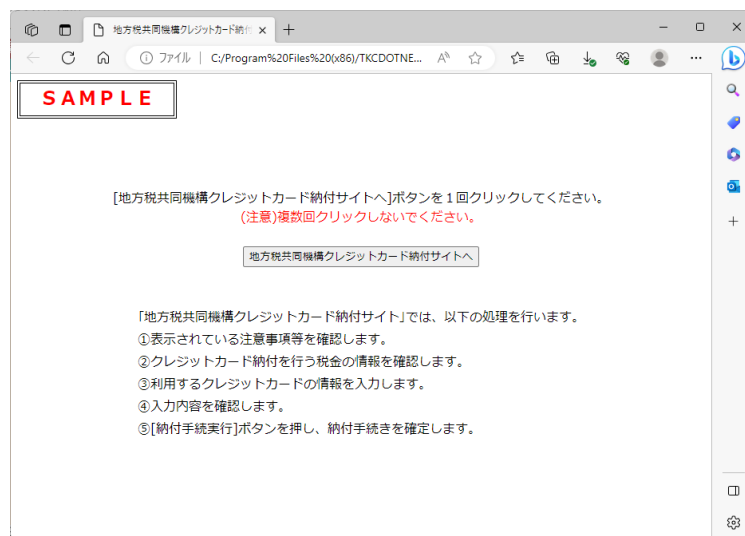 地方税共同機構クレジットカード納付
ファイル
C:/Program%20Files%20(x86)/TKCDOTNE...
SAMPLE
[地方税共同機構クレジットカード納付サイトへ]ボタンを1回クリックしてください。
(注意)複数回クリックしないでください。
地方税共同機構クレジットカード納付サイトへ
「地方税共同機構クレジットカード納付サイト」では、以下の処理を行います。
①表示されている注意事項等を確認します。
②クレジットカード納付を行う税金の情報を確認します。
③利用するクレジットカードの情報を入力します。
④入力内容を確認します。
⑤[納付手続実行]ボタンを押し、納付手続きを確定します。